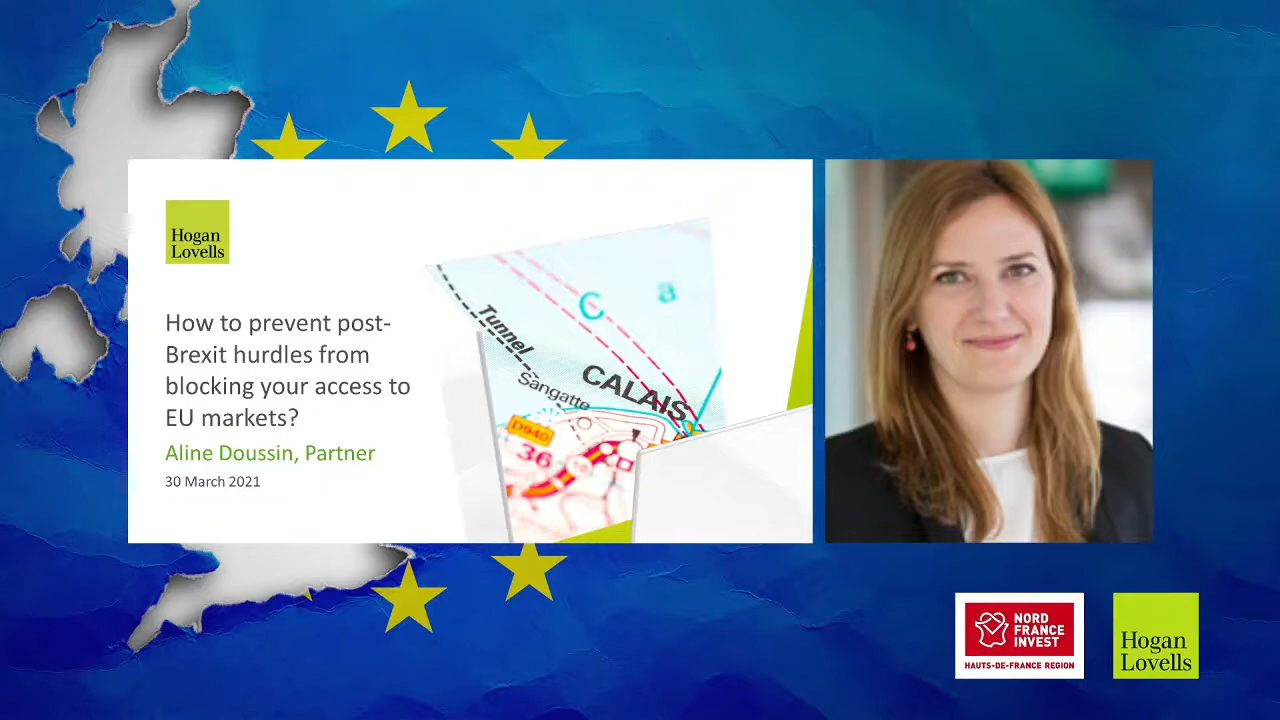 Hogan
Lovells
How to prevent post-
Brexit hurdles from
blocking your access to
EU markets?
Aline Doussin, Partner
30 March 2021
C a
Tunnel
Sangatte
CALAIS
D940
36
NORD
FRANCE
INVEST
HAUTS-DE-FRANCE REGION
Hogan
Lovells